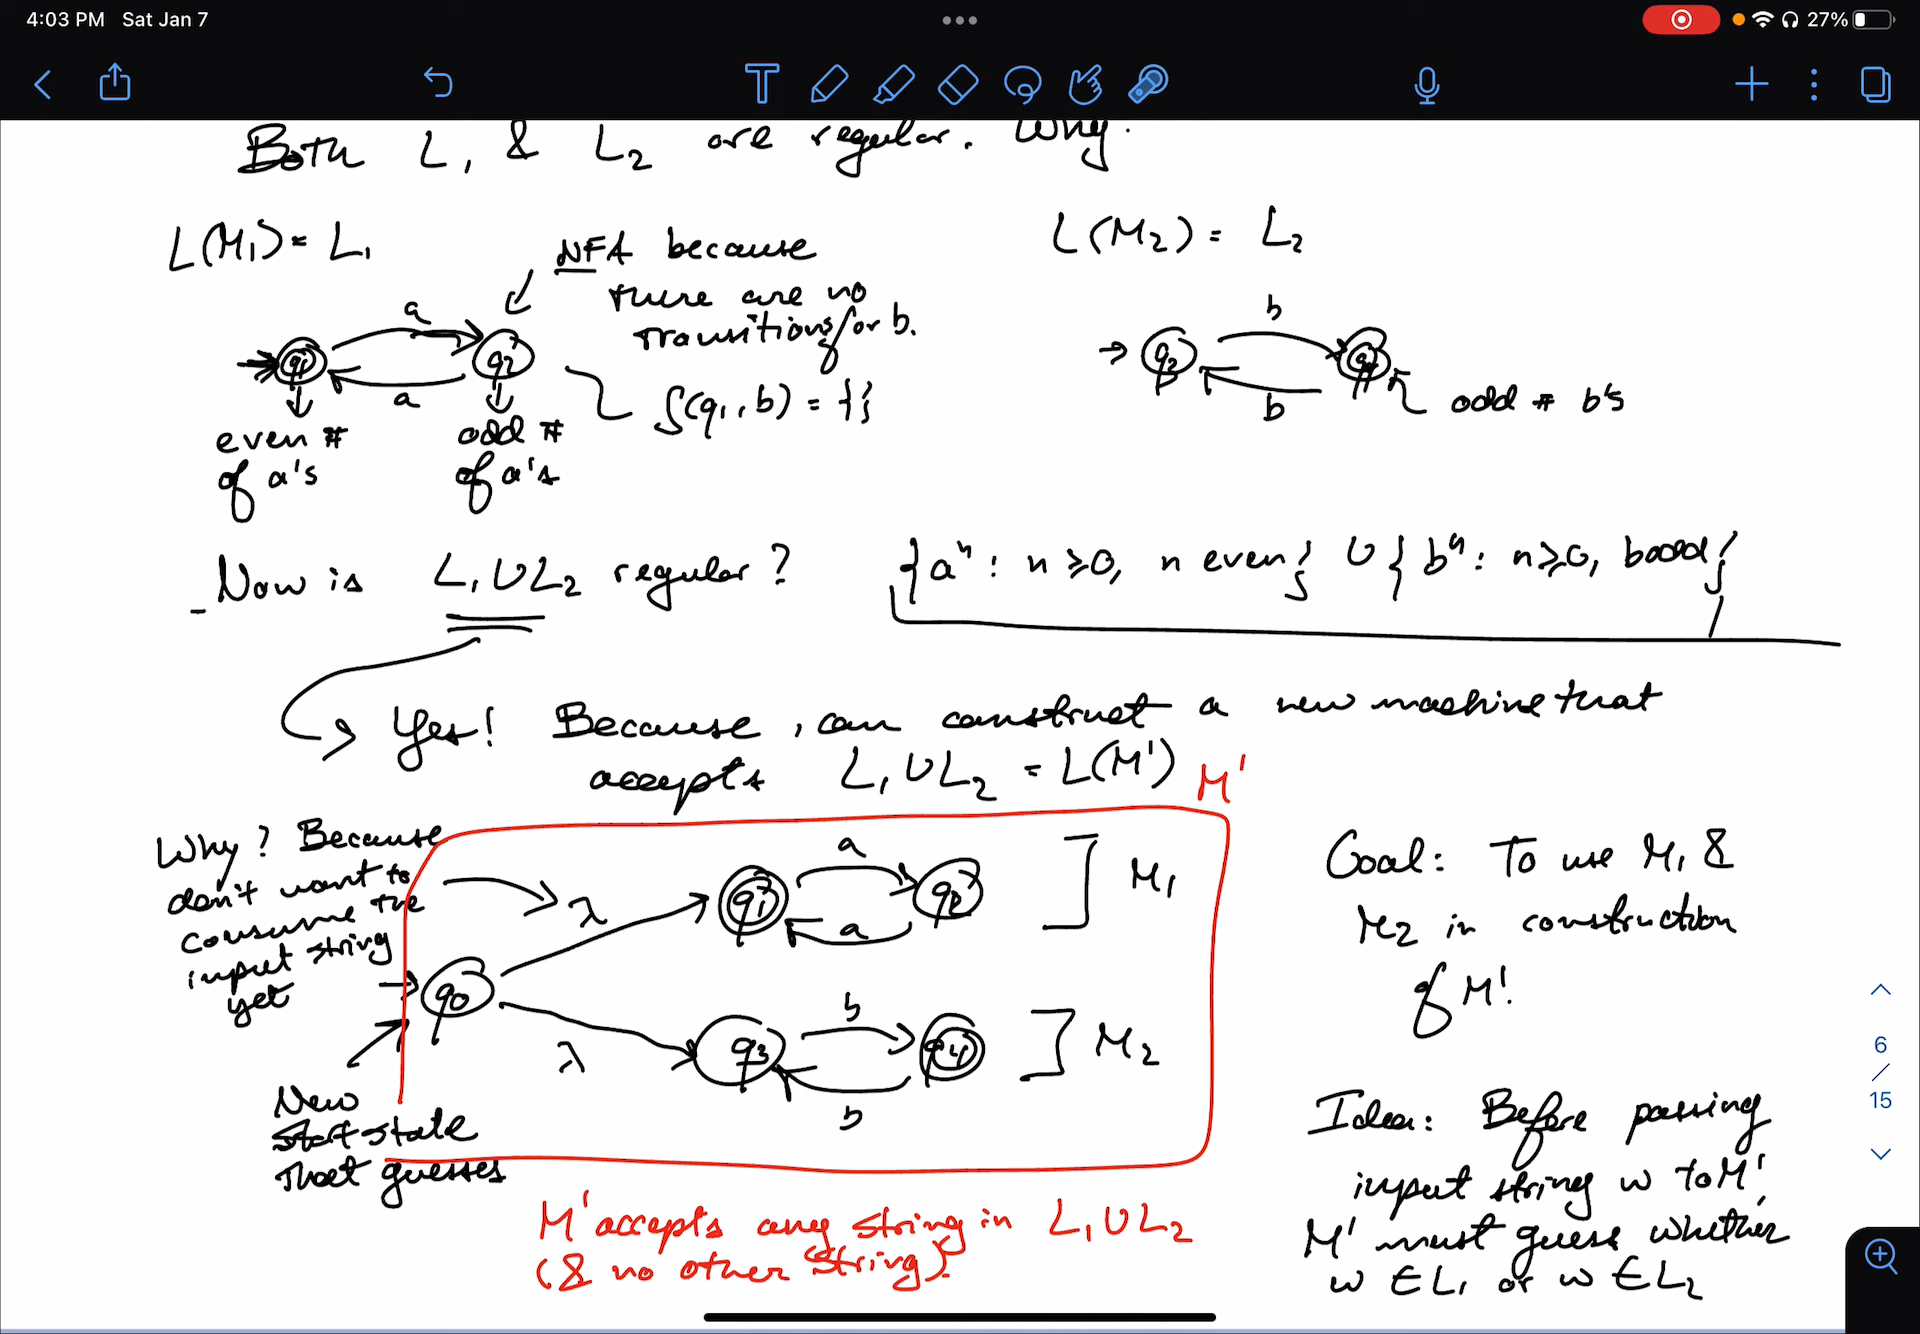 4:03 PM Sat Jan 7
27%
Both L₁ & L₂ are regular. Why.
L(M₁) = L₁
NFA because
there are no
transitions for b.
δ(q₁, b) = {}
a
q₁
q₂
a
even #
of a's
odd #
of a's
L(M₂) = L₂
b
q₃
q₄
b
odd # b's
Now is L₁∪L₂ regular?
{aⁿ : n ≥ 0, n even} ∪ {bⁿ : n ≥ 0, b odd}
Yes! Because, can construct a new machine that
accepts L₁∪L₂ = L(M')
M'
Why? Because
don't want to
consume the
input string
yet
λ
q₁
a
q₂
a
] M₁
q₀
λ
q₃
b
q₄
b
] M₂
New
start state
that guesses
M' accepts any string in L₁∪L₂
(& no other string).
Goal: To use M₁ &
M₂ in construction
of M'.
Idea: Before passing
input string w to M',
M' must guess whether
w ∈ L₁ or w ∈ L₂
6
/
15